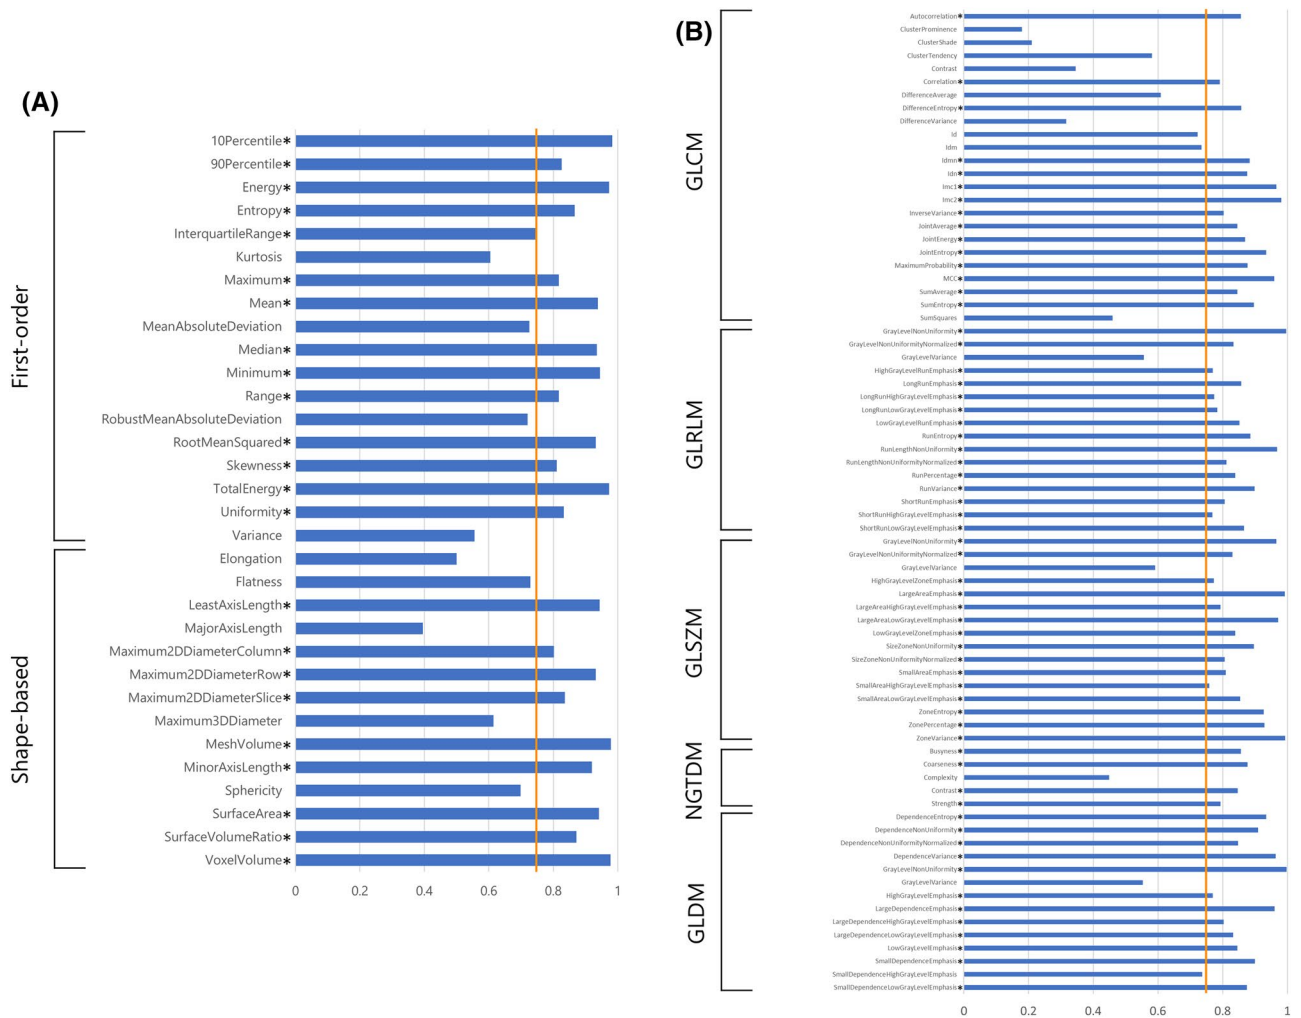 (A)
First-order
10Percentile*
90Percentile*
Energy*
Entropy*
InterquartileRange*
Kurtosis
Maximum*
Mean*
MeanAbsoluteDeviation
Median*
Minimum*
Range*
RobustMeanAbsoluteDeviation
RootMeanSquared*
Skewness*
TotalEnergy*
Uniformity*
Variance
Shape-based
Elongation
Flatness
LeastAxisLength*
MajorAxisLength
Maximum2DDiameterColumn*
Maximum2DDiameterRow*
Maximum2DDiameterSlice*
Maximum3DDiameter
MeshVolume*
MinorAxisLength*
Sphericity
SurfaceArea*
SurfaceVolumeRatio*
VoxelVolume*
0 0.2 0.4 0.6 0.8 1
(B)
GLCM
Autocorrelation*
ClusterProminence
ClusterShade
ClusterTendency
Contrast
Correlation*
DifferenceAverage
DifferenceEntropy*
DifferenceVariance
Id
Idm
Idmn*
Idn*
Imc1*
Imc2*
InverseVariance*
JointAverage*
JointEnergy*
JointEntropy*
MaximumProbability*
MCC*
SumAverage*
SumEntropy*
SumSquares
GLRLM
GrayLevelNonUniformity*
GrayLevelNonUniformityNormalized*
GrayLevelVariance
HighGrayLevelRunEmphasis*
LongRunEmphasis*
LongRunHighGrayLevelEmphasis*
LongRunLowGrayLevelEmphasis*
LowGrayLevelRunEmphasis*
RunEntropy*
RunLengthNonUniformity*
RunLengthNonUniformityNormalized*
RunPercentage*
RunVariance*
ShortRunEmphasis*
ShortRunHighGrayLevelEmphasis*
ShortRunLowGrayLevelEmphasis*
GLSZM
GrayLevelNonUniformity*
GrayLevelNonUniformityNormalized*
GrayLevelVariance
HighGrayLevelZoneEmphasis*
LargeAreaEmphasis*
LargeAreaHighGrayLevelEmphasis*
LargeAreaLowGrayLevelEmphasis*
LowGrayLevelZoneEmphasis*
SizeZoneNonUniformity*
SizeZoneNonUniformityNormalized*
SmallAreaEmphasis*
SmallAreaHighGrayLevelEmphasis*
SmallAreaLowGrayLevelEmphasis*
ZoneEntropy*
ZonePercentage*
ZoneVariance*
NGTDM
Busyness*
Coarseness*
Complexity
Contrast*
Strength*
GLDM
DependenceEntropy*
DependenceNonUniformity*
DependenceNonUniformityNormalized*
DependenceVariance*
GrayLevelNonUniformity*
GrayLevelVariance
HighGrayLevelEmphasis*
LargeDependenceEmphasis*
LargeDependenceHighGrayLevelEmphasis*
LargeDependenceLowGrayLevelEmphasis*
LowGrayLevelEmphasis*
SmallDependenceEmphasis*
SmallDependenceHighGrayLevelEmphasis
SmallDependenceLowGrayLevelEmphasis*
0 0.2 0.4 0.6 0.8 1